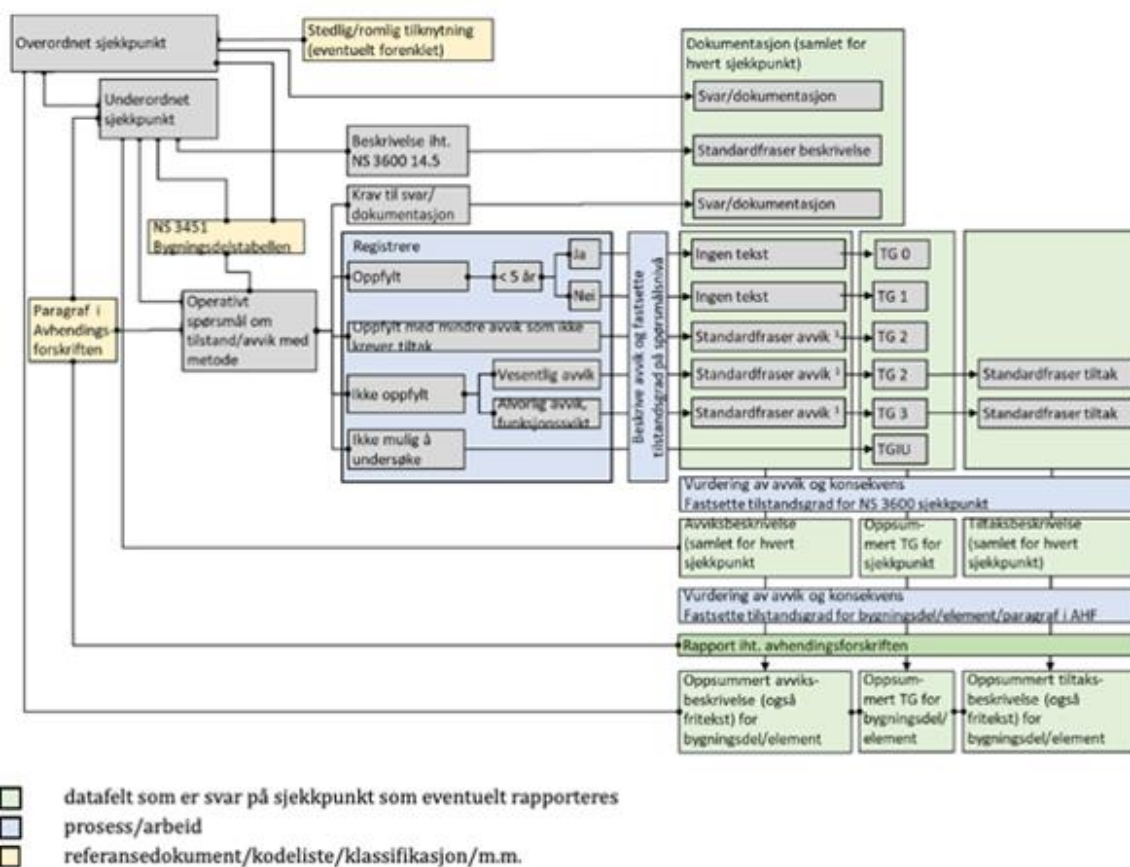 Overordnet sjekkpunkt
Stedlig/romlig tilknytning
(eventuelt forenklet)
Dokumentasjon (samlet for
hvert sjekkpunkt)
Underordnet
sjekkpunkt
Svar/dokumentasjon
Beskrivelse iht.
NS 3600 14.5
Standardfraser beskrivelse
Krav til svar/
dokumentasjon
Svar/dokumentasjon
NS 3451
Bygningsdelstabellen
Registrere
Oppfylt
< 5 år
Ja
Nei
Beskrive avvik og fastsette
tilstandsgrad på spørsmålsnivå
Ingen tekst
TG 0
Ingen tekst
TG 1
Paragraf i
Avhendings-
forskriften
Operativt
spørsmål om
tilstand/avvik med
metode
Oppfylt med mindre avvik som ikke
krever tiltak
Standardfraser avvik ¹
TG 2
Ikke oppfylt
Vesentlig avvik
Standardfraser avvik ¹
TG 2
Standardfraser tiltak
Alvorlig avvik,
funksjonssvikt
Standardfraser avvik ¹
TG 3
Standardfraser tiltak
Ikke mulig å
undersøke
TGIU
Vurdering av avvik og konsekvens
Fastsette tilstandsgrad for NS 3600 sjekkpunkt
Avviksbeskrivelse
(samlet for hvert
sjekkpunkt
Oppsum-
mert TG for
sjekkpunkt
Tiltaksbeskrivelse
(samlet for hvert
sjekkpunkt)
Vurdering av avvik og konsekvens
Fastsette tilstandsgrad for bygningsdel/element/paragraf i AHF
Rapport iht. avhendingsforskriften
Oppsummert avviks-
beskrivelse (også
fritekst) for
bygningsdel/element
Oppsum-
mert TG for
bygningsdel/
element
Oppsummert tiltaks-
beskrivelse (også
fritekst) for
bygningsdel/element
datafelt som er svar på sjekkpunkt som eventuelt rapporteres
prosess/arbeid
referansedokument/kodeliste/klassifikasjon/m.m.